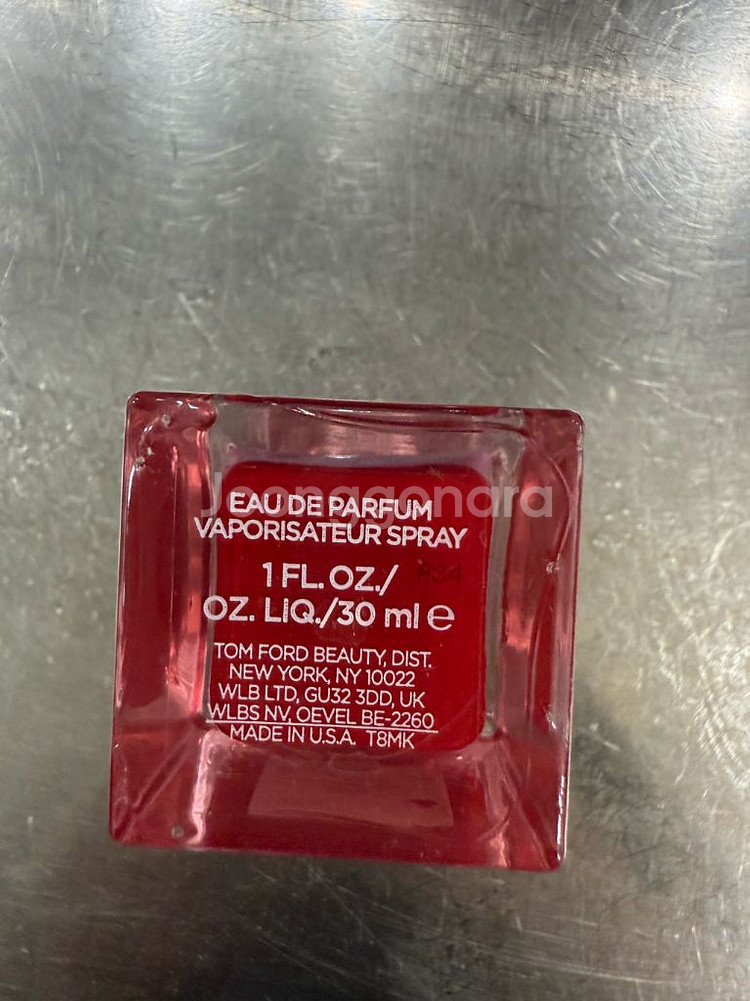 Joonggonara
EAU DE PARFUM
VAPORISATEUR SPRAY
1 FL. OZ./
OZ. LIQ./30 ml e
TOM FORD BEAUTY, DIST.
NEW YORK, NY 10022
WLB LTD, GU32 3DD, UK
WLBS NV, OEVEL BE-2260
MADE IN U.S.A. T8MK